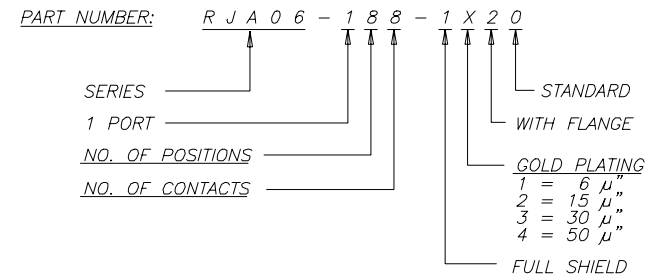 PART NUMBER: RJA06-188-1X20
SERIES
STANDARD
1 PORT
WITH FLANGE
NO. OF POSITIONS
NO. OF CONTACTS
GOLD PLATING
1 = 6 µ"
2 = 15 µ"
3 = 30 µ"
4 = 50 µ"
FULL SHIELD